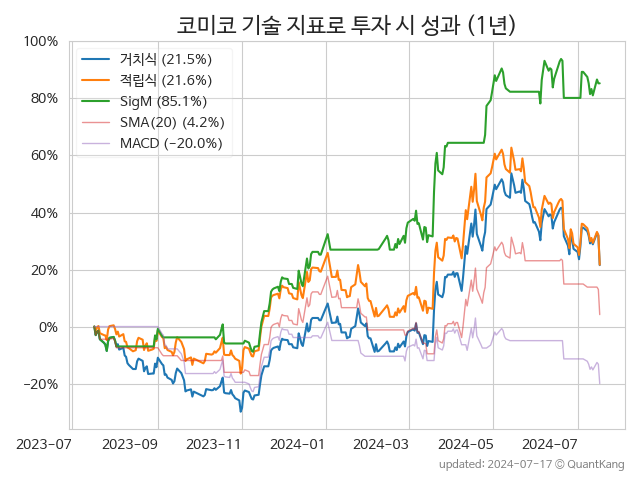 코미코 기술 지표로 투자 시 성과 (1년)
100%
80%
60%
40%
20%
0%
−20%
거치식 (21.5%)
적립식 (21.6%)
SigM (85.1%)
SMA(20) (4.2%)
MACD (−20.0%)
2023-07
2023-09
2023-11
2024-01
2024-03
2024-05
2024-07
updated: 2024-07-17 © QuantKang